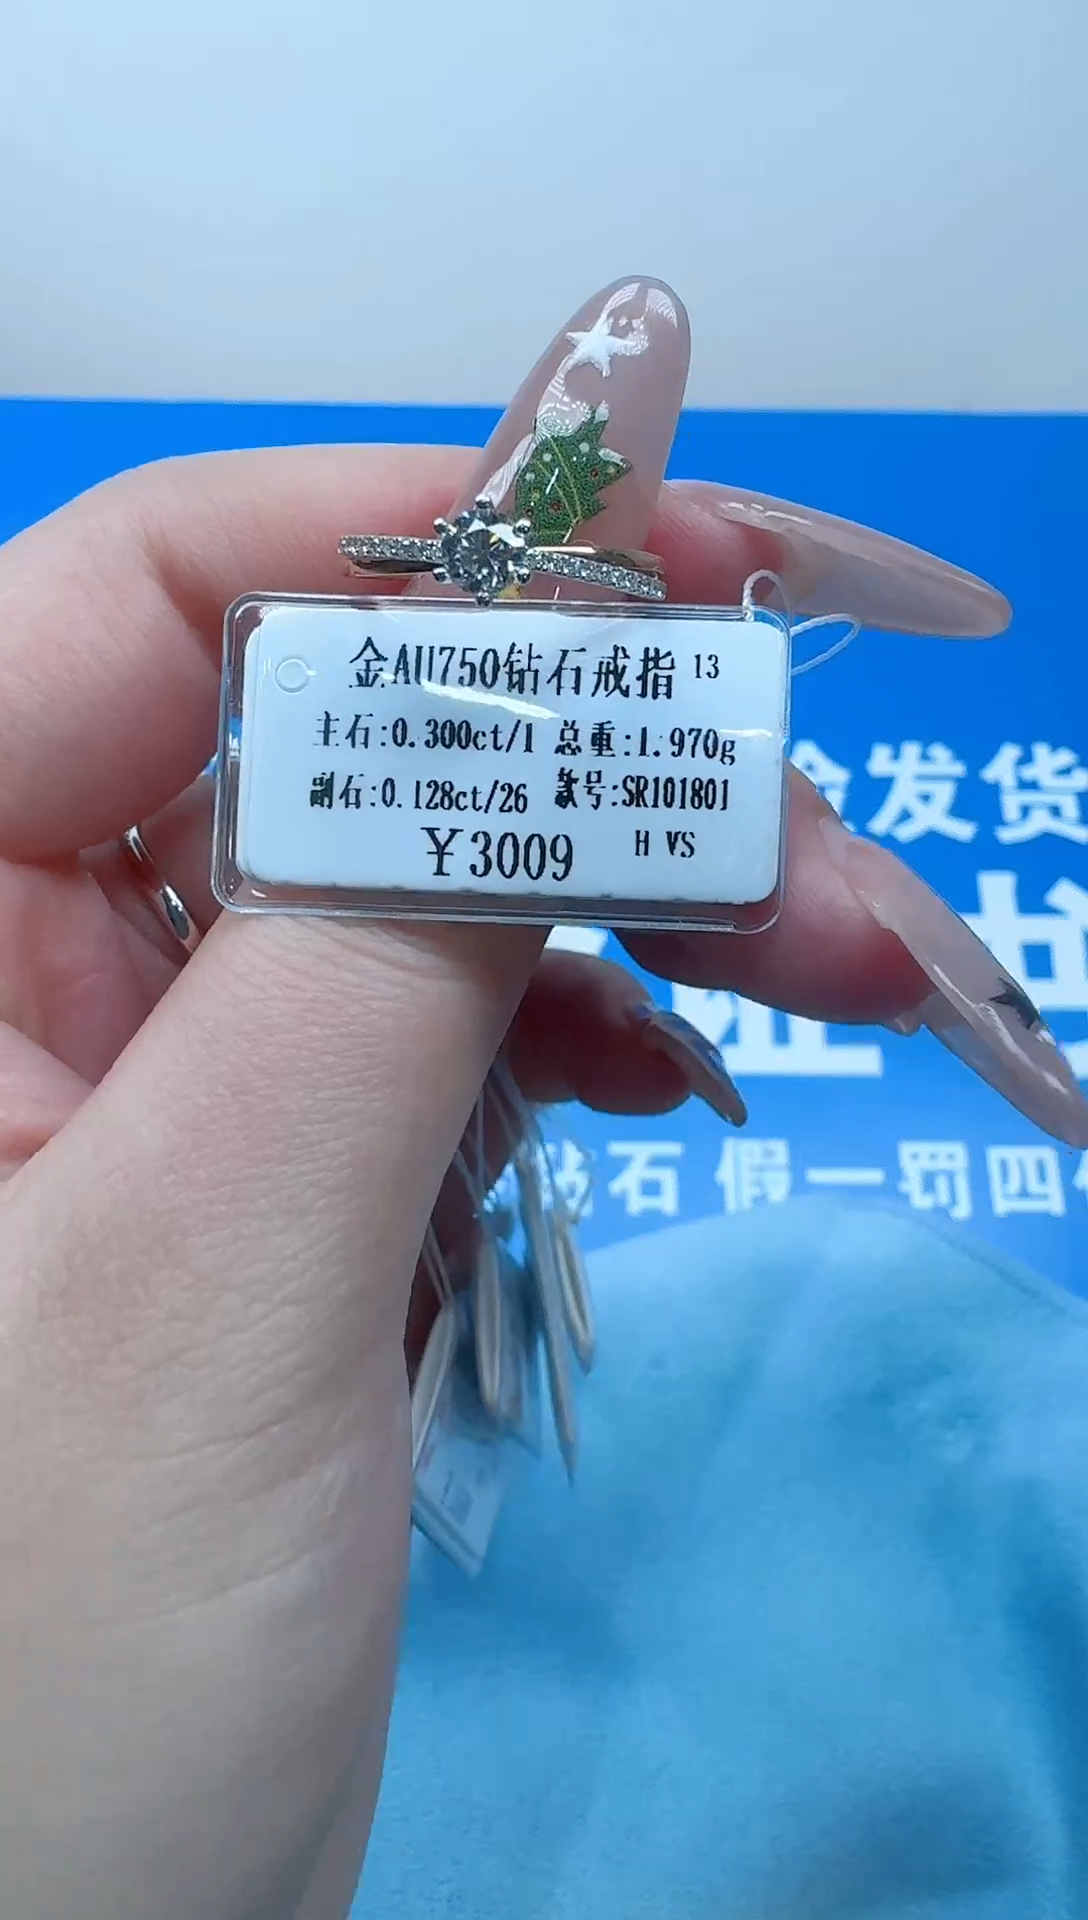 金AU750钻石戒指 13
主石:0.300ct/1 总重:1.970g
副石:0.128ct/26 款号:SR101801
¥3009 H VS
发货
钻石 假一罚四